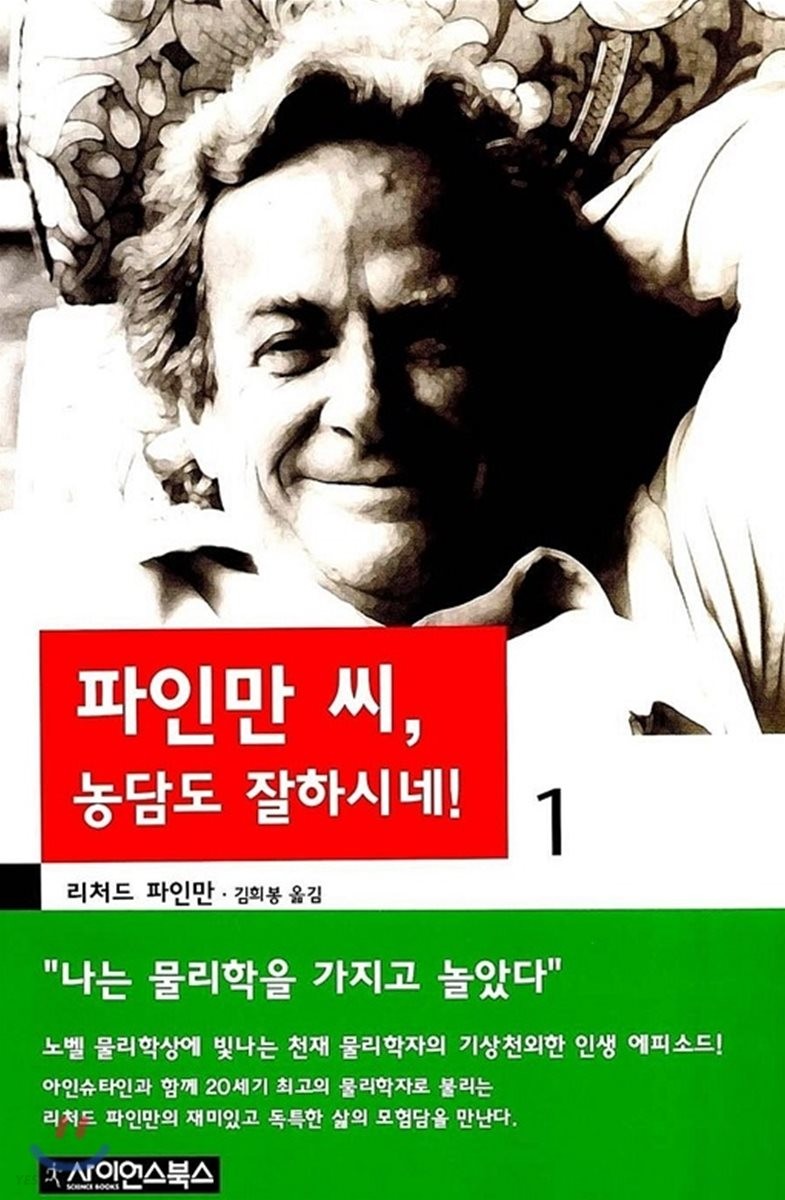 파인만 씨,
농담도 잘하시네!
1
리처드 파인만 · 김희봉 옮김
"나는 물리학을 가지고 놀았다"
노벨 물리학상에 빛나는 천재 물리학자의 기상천외한 인생 에피소드!
아인슈타인과 함께 20세기 최고의 물리학자로 불리는
리처드 파인만의 재미있고 독특한 삶의 모험담을 만난다.
사이언스북스
SCIENCE BOOKS